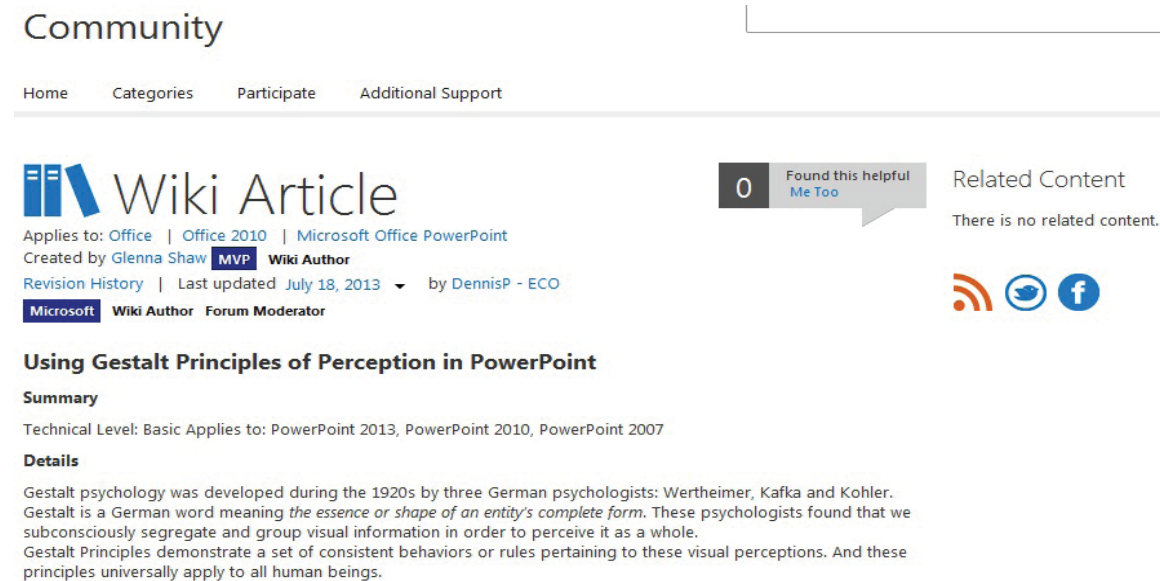 Community
Home Categories Participate Additional Support
Wiki Article
0 Found this helpful
Me Too
Related Content
There is no related content.
Applies to: Office | Office 2010 | Microsoft Office PowerPoint
Created by Glenna Shaw MVP Wiki Author
Revision History | Last updated July 18, 2013 by DennisP - ECO
Microsoft Wiki Author Forum Moderator
Using Gestalt Principles of Perception in PowerPoint
Summary
Technical Level: Basic Applies to: PowerPoint 2013, PowerPoint 2010, PowerPoint 2007
Details
Gestalt psychology was developed during the 1920s by three German psychologists: Wertheimer, Kafka and Kohler.
Gestalt is a German word meaning the essence or shape of an entity's complete form. These psychologists found that we
subconsciously segregate and group visual information in order to perceive it as a whole.
Gestalt Principles demonstrate a set of consistent behaviors or rules pertaining to these visual perceptions. And these
principles universally apply to all human beings.